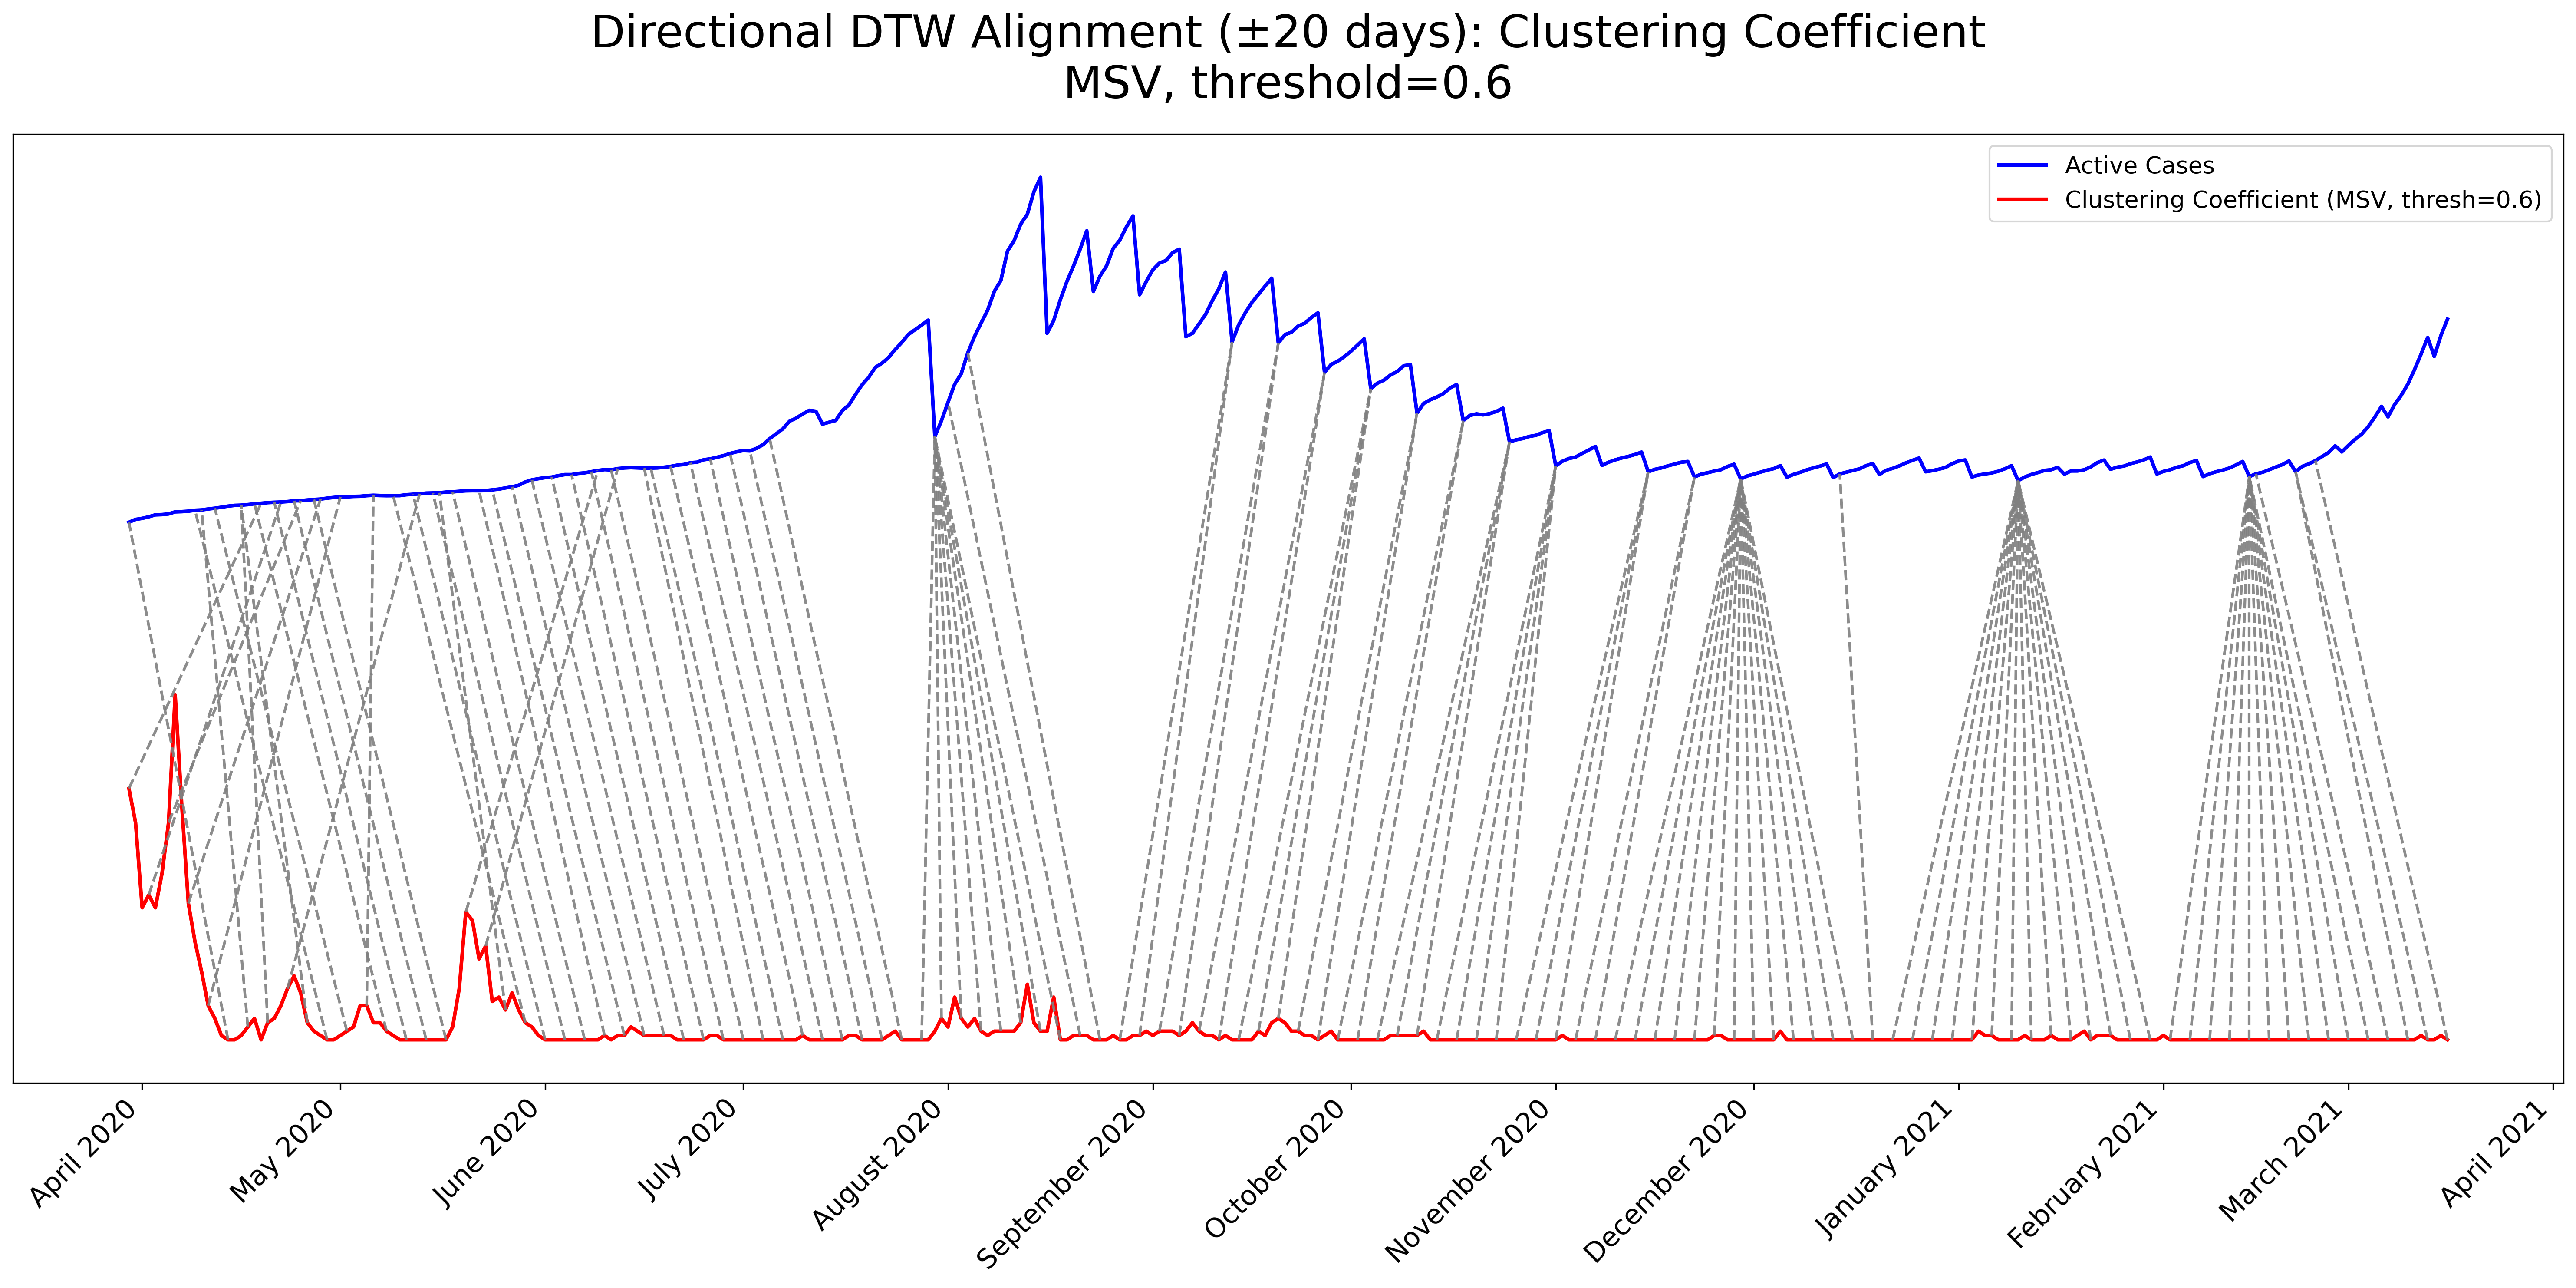 Directional DTW Alignment (±20 days): Clustering Coefficient
MSV, threshold=0.6
Active Cases
Clustering Coefficient (MSV, thresh=0.6)
April 2020
May 2020
June 2020
July 2020
August 2020
September 2020
October 2020
November 2020
December 2020
January 2021
February 2021
March 2021
April 2021